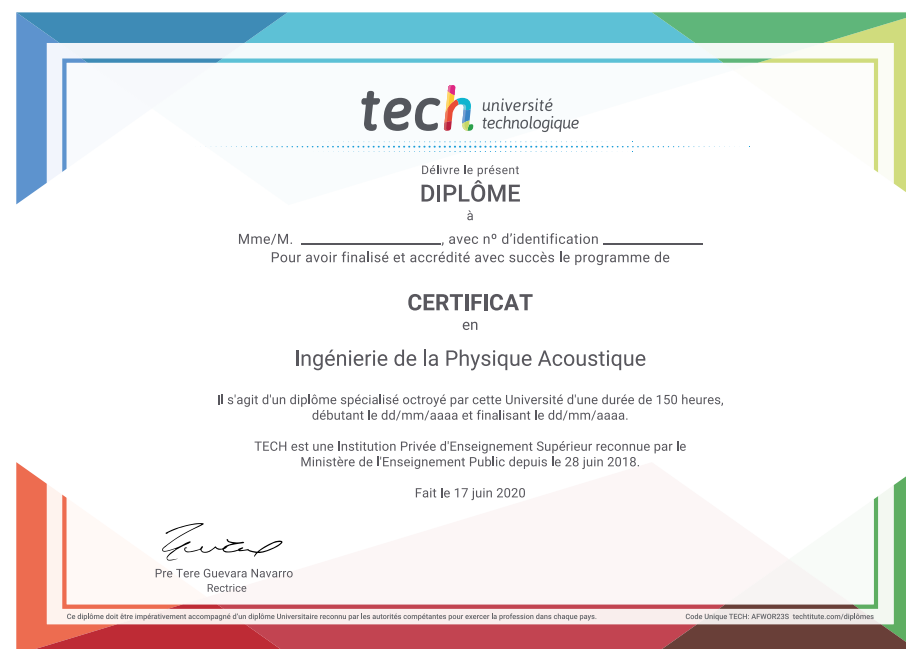 tech université
technologique
Délivre le présent
DIPLÔME
à
Mme/M. ____________________, avec nº d'identification ______________
Pour avoir finalisé et accrédité avec succès le programme de
CERTIFICAT
en
Ingénierie de la Physique Acoustique
Il s'agit d'un diplôme spécialisé octroyé par cette Université d'une durée de 150 heures,
débutant le dd/mm/aaaa et finalisant le dd/mm/aaaa.
TECH est une Institution Privée d'Enseignement Supérieur reconnue par le
Ministère de l'Enseignement Public depuis le 28 juin 2018.
Fait le 17 juin 2020
Pre Tere Guevara Navarro
Rectrice
Ce diplôme doit être impérativement accompagné d'un diplôme Universitaire reconnu par les autorités compétantes pour exercer la profession dans chaque pays. Code Unique TECH: AFWOR23S techtitute.com/diplômes